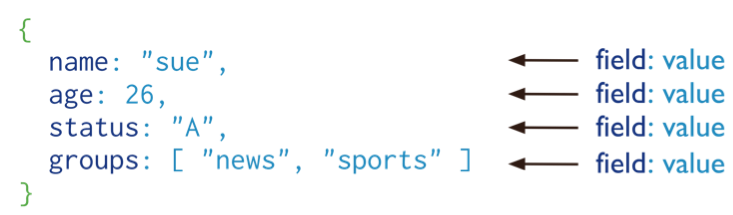 {
name: "sue", field: value
age: 26, field: value
status: "A", field: value
groups: [ "news", "sports" ] field: value
}